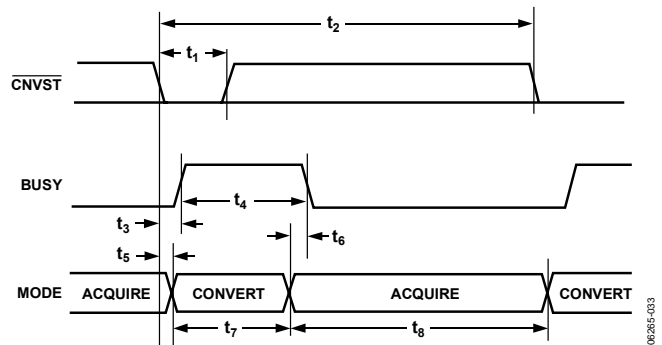 t2
t1
CNVST
BUSY
t4
t3
t6
t5
MODE ACQUIRE CONVERT ACQUIRE CONVERT
t7
t8
06265-033